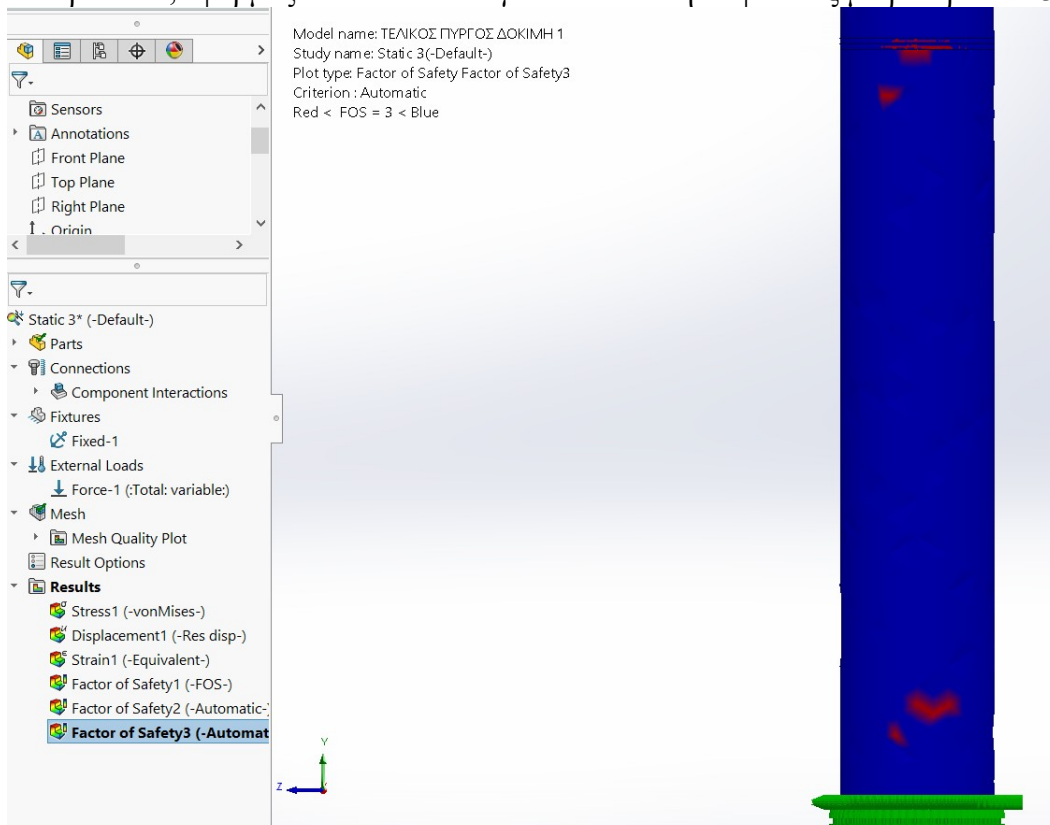 Model name: ΤΕΛΙΚΟΣ ΠΥΡΓΟΣ ΔΟΚΙΜΗ 1
Study name: Static 3(-Default-)
Plot type: Factor of Safety Factor of Safety3
Criterion : Automatic
Red < FOS = 3 < Blue
Sensors
Annotations
Front Plane
Top Plane
Right Plane
Origin
Static 3* (-Default-)
Parts
Connections
Component Interactions
Fixtures
Fixed-1
External Loads
Force-1 (:Total: variable:)
Mesh
Mesh Quality Plot
Result Options
Results
Stress1 (-vonMises-)
Displacement1 (-Res disp-)
Strain1 (-Equivalent-)
Factor of Safety1 (-FOS-)
Factor of Safety2 (-Automatic-)
Factor of Safety3 (-Automat
Y
Z